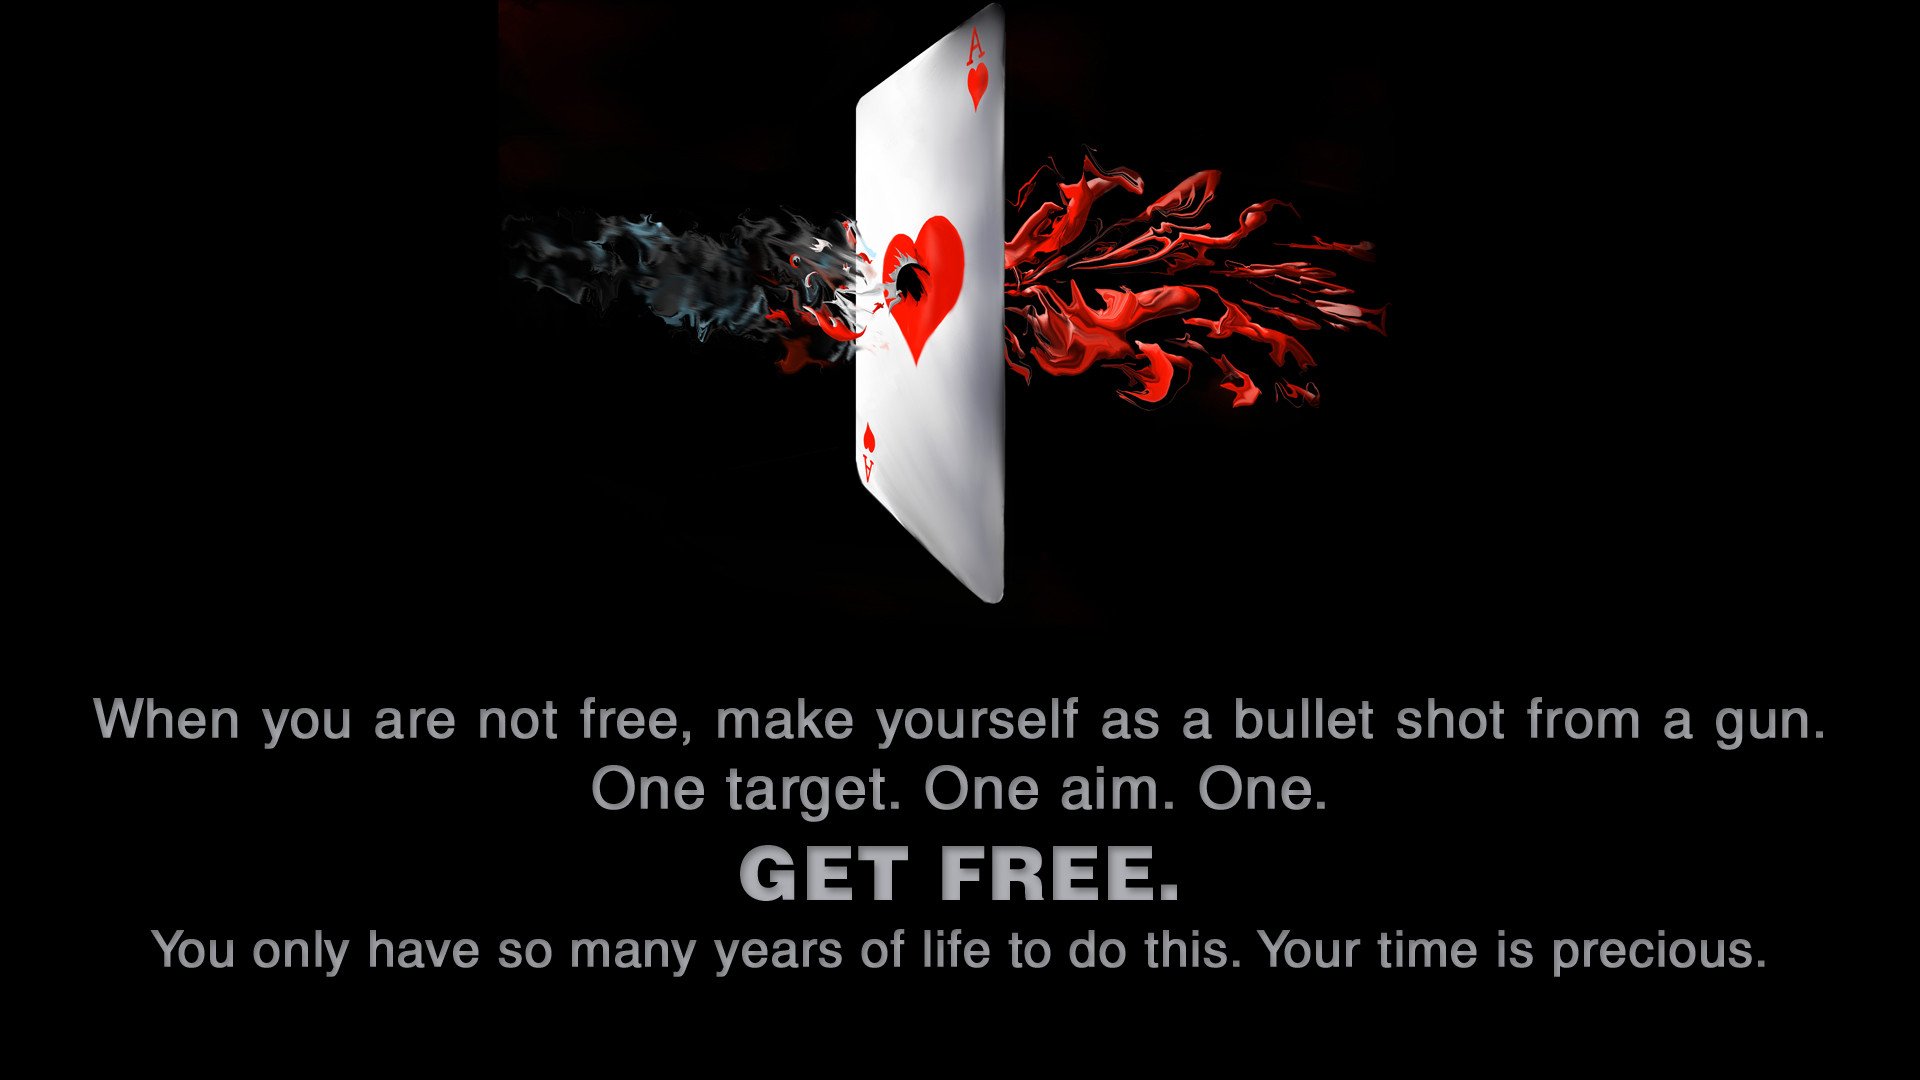 A
A
When you are not free, make yourself as a bullet shot from a gun.
One target. One aim. One.
GET FREE.
You only have so many years of life to do this. Your time is precious.